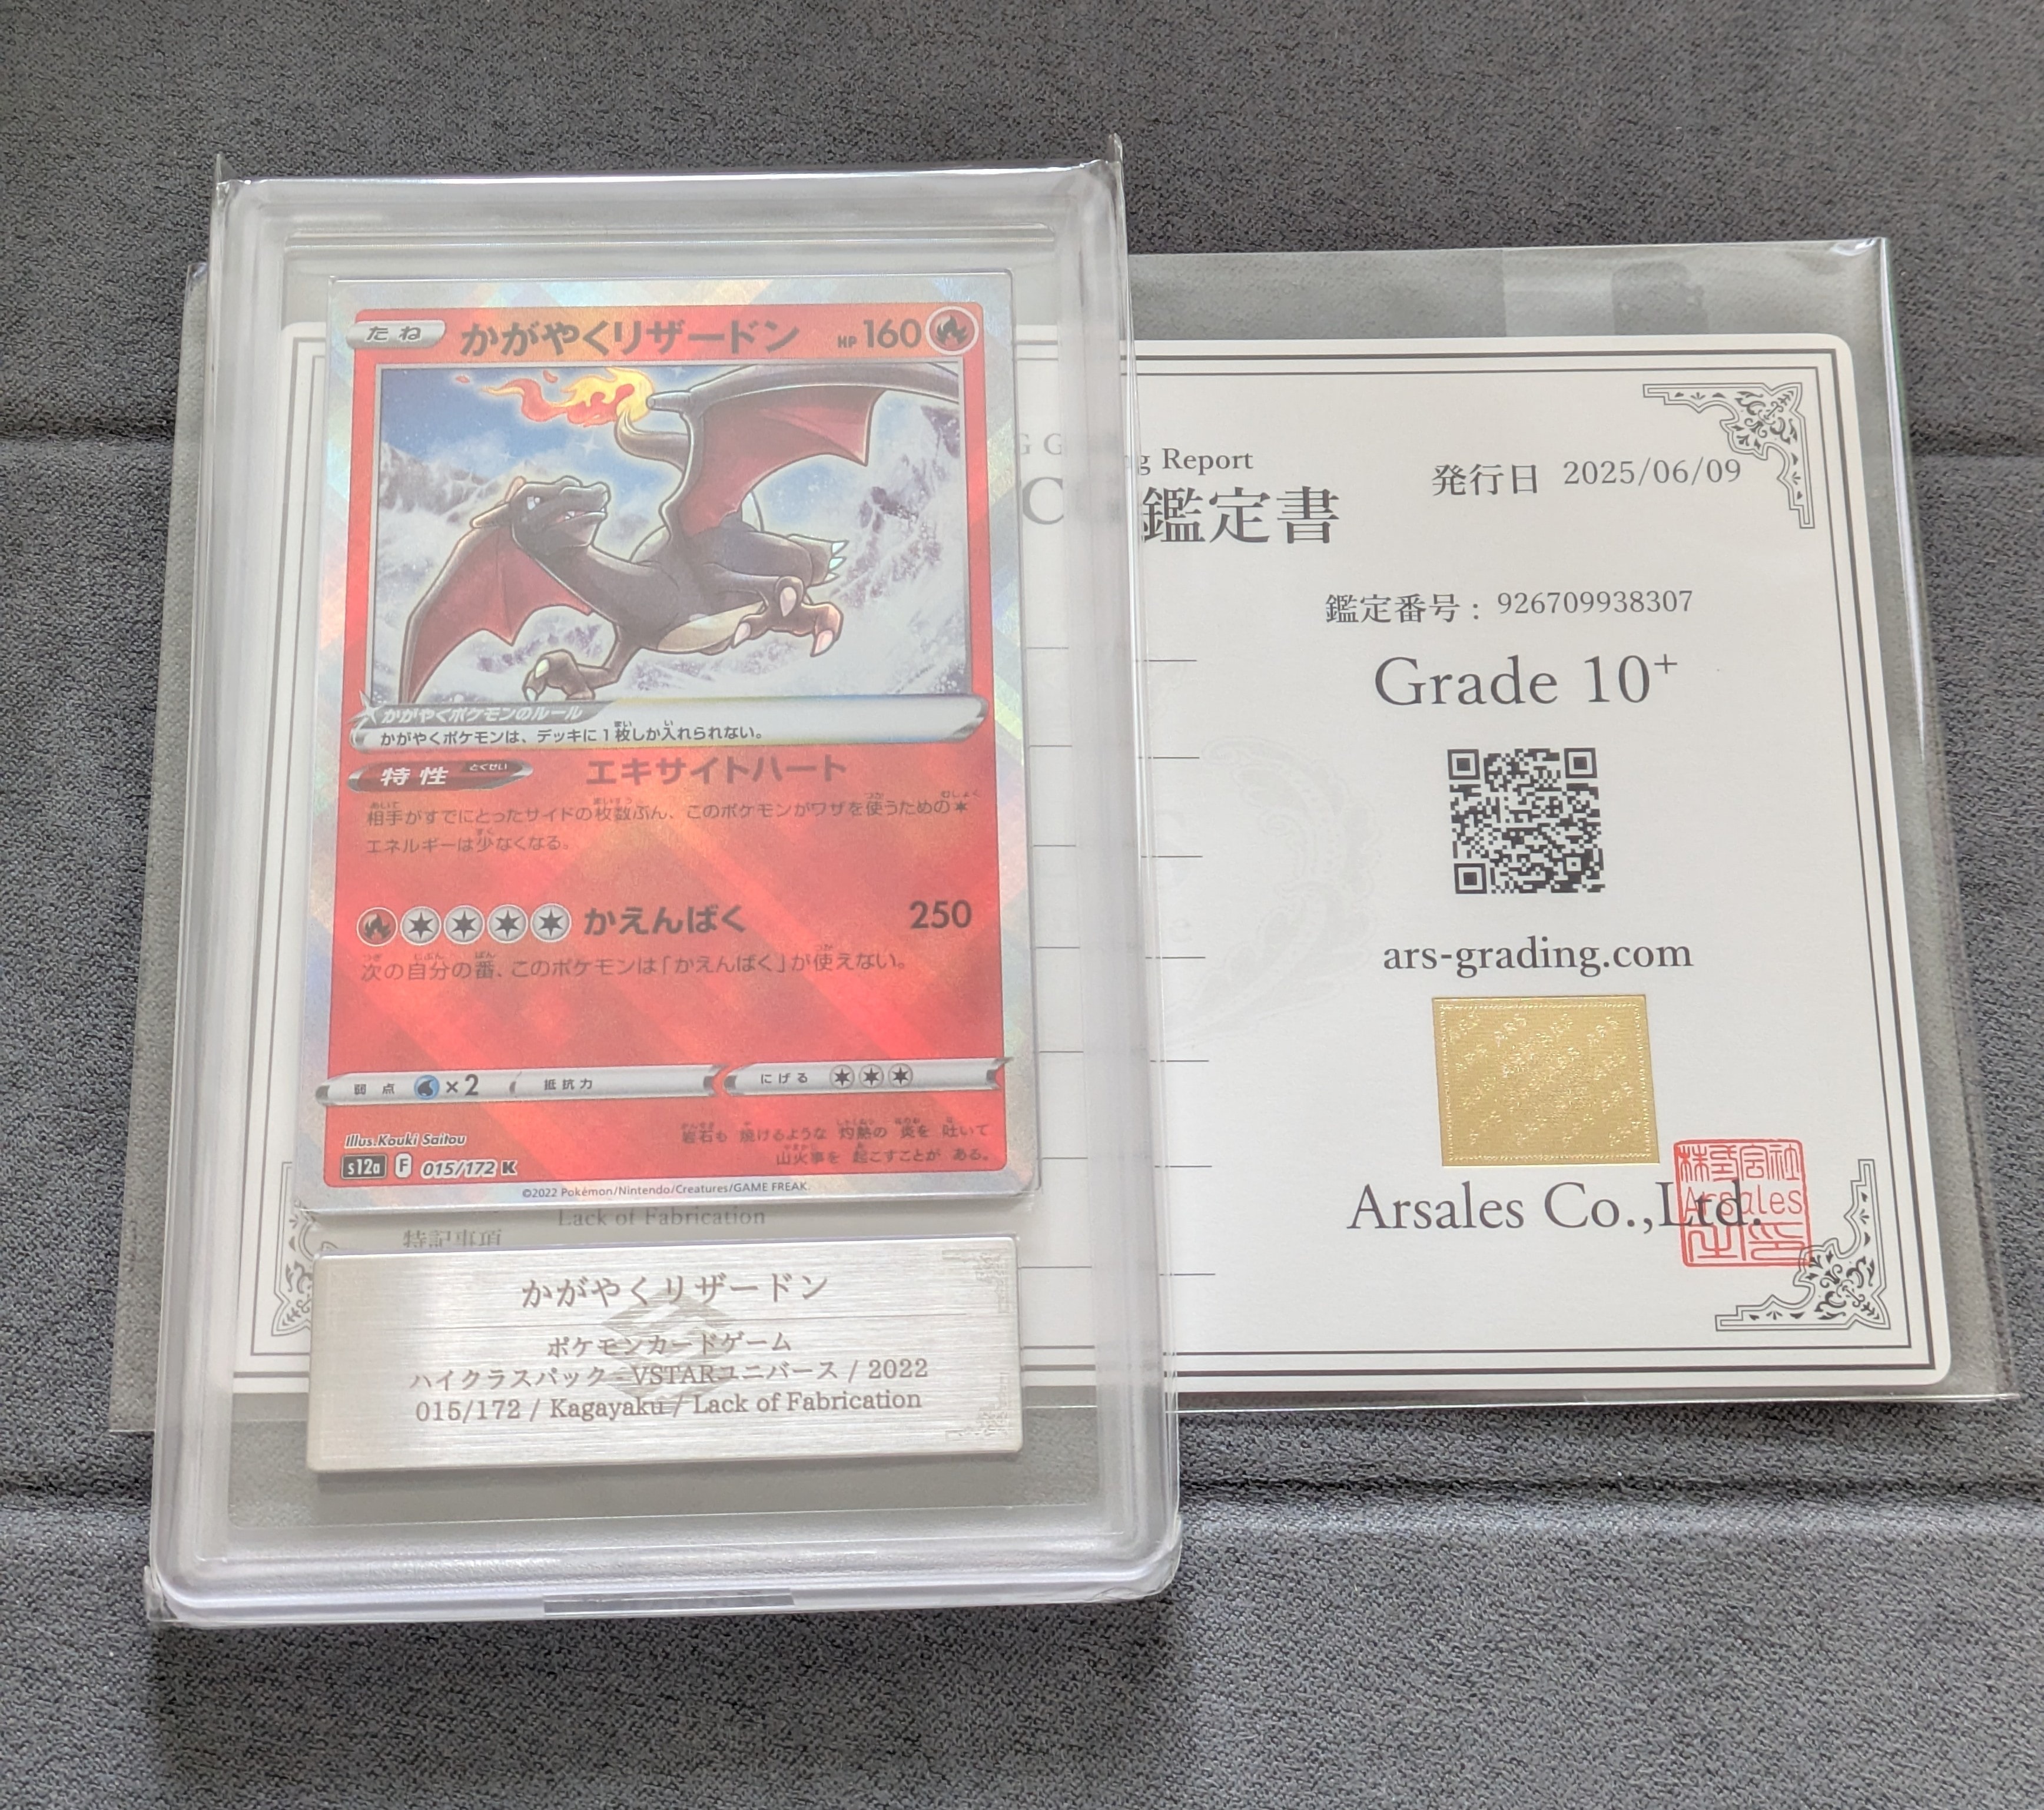 たね かがやくリザードン HP 160
かがやくポケモンのルール
かがやくポケモンは、デッキに1枚しか入れられない。
特性 とくせい エキサイトハート
相手がすでにとったサイドの枚数ぶん、このポケモンがワザを使うための
エネルギーは少なくなる。
かえんばく 250
次の自分の番、このポケモンは「かえんばく」が使えない。
弱点 ×2 抵抗力 にげる
Illus.Kouki Saitou
岩石も 焼けるような 灼熱の 炎を 吐いて
山火事を 起こすことが ある。
s12a F 015/172 K
©2022 Pokémon/Nintendo/Creatures/GAME FREAK.
Lack of Fabrication
特記事項
かがやくリザードン
ポケモンカードゲーム
ハイクラスパック -VSTARユニバース / 2022
015/172 / Kagayaku / Lack of Fabrication
Report
鑑定書
発行日 2025/06/09
鑑定番号 : 926709938307
Grade 10+
ars-grading.com
Arsales Co.,Ltd.
株式会社
Arsales
之印